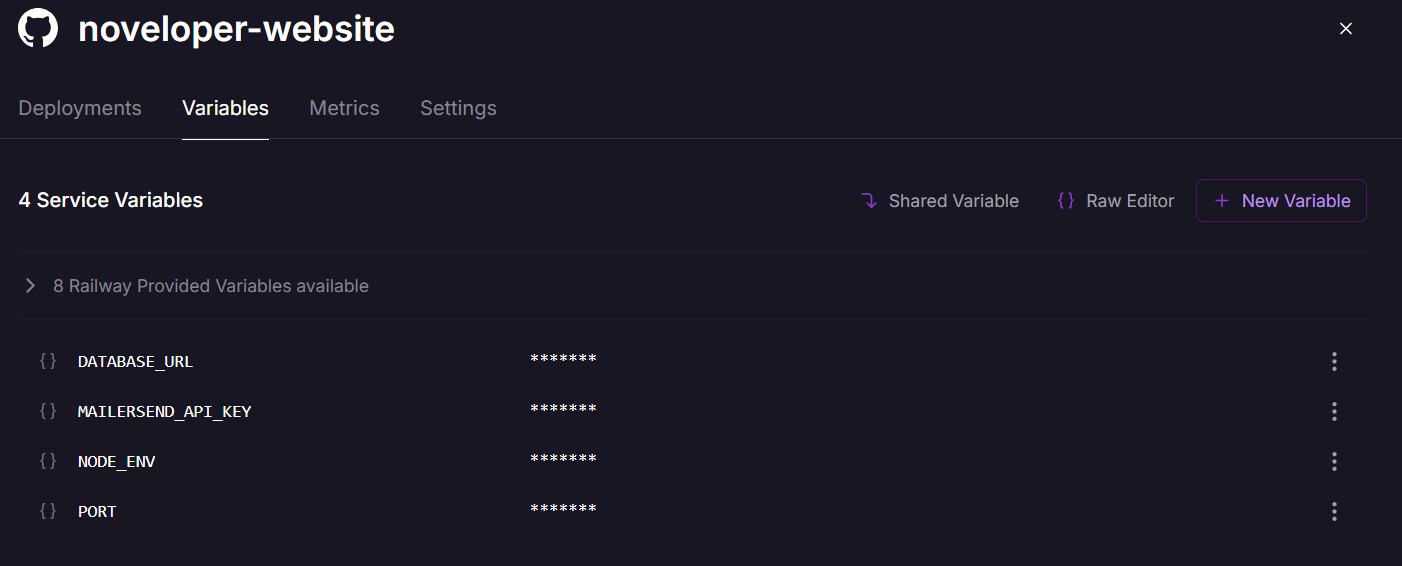 noveloper-website
Deployments Variables Metrics Settings
4 Service Variables Shared Variable {} Raw Editor + New Variable
8 Railway Provided Variables available
{} DATABASE_URL *******
{} MAILERSEND_API_KEY *******
{} NODE_ENV *******
{} PORT *******